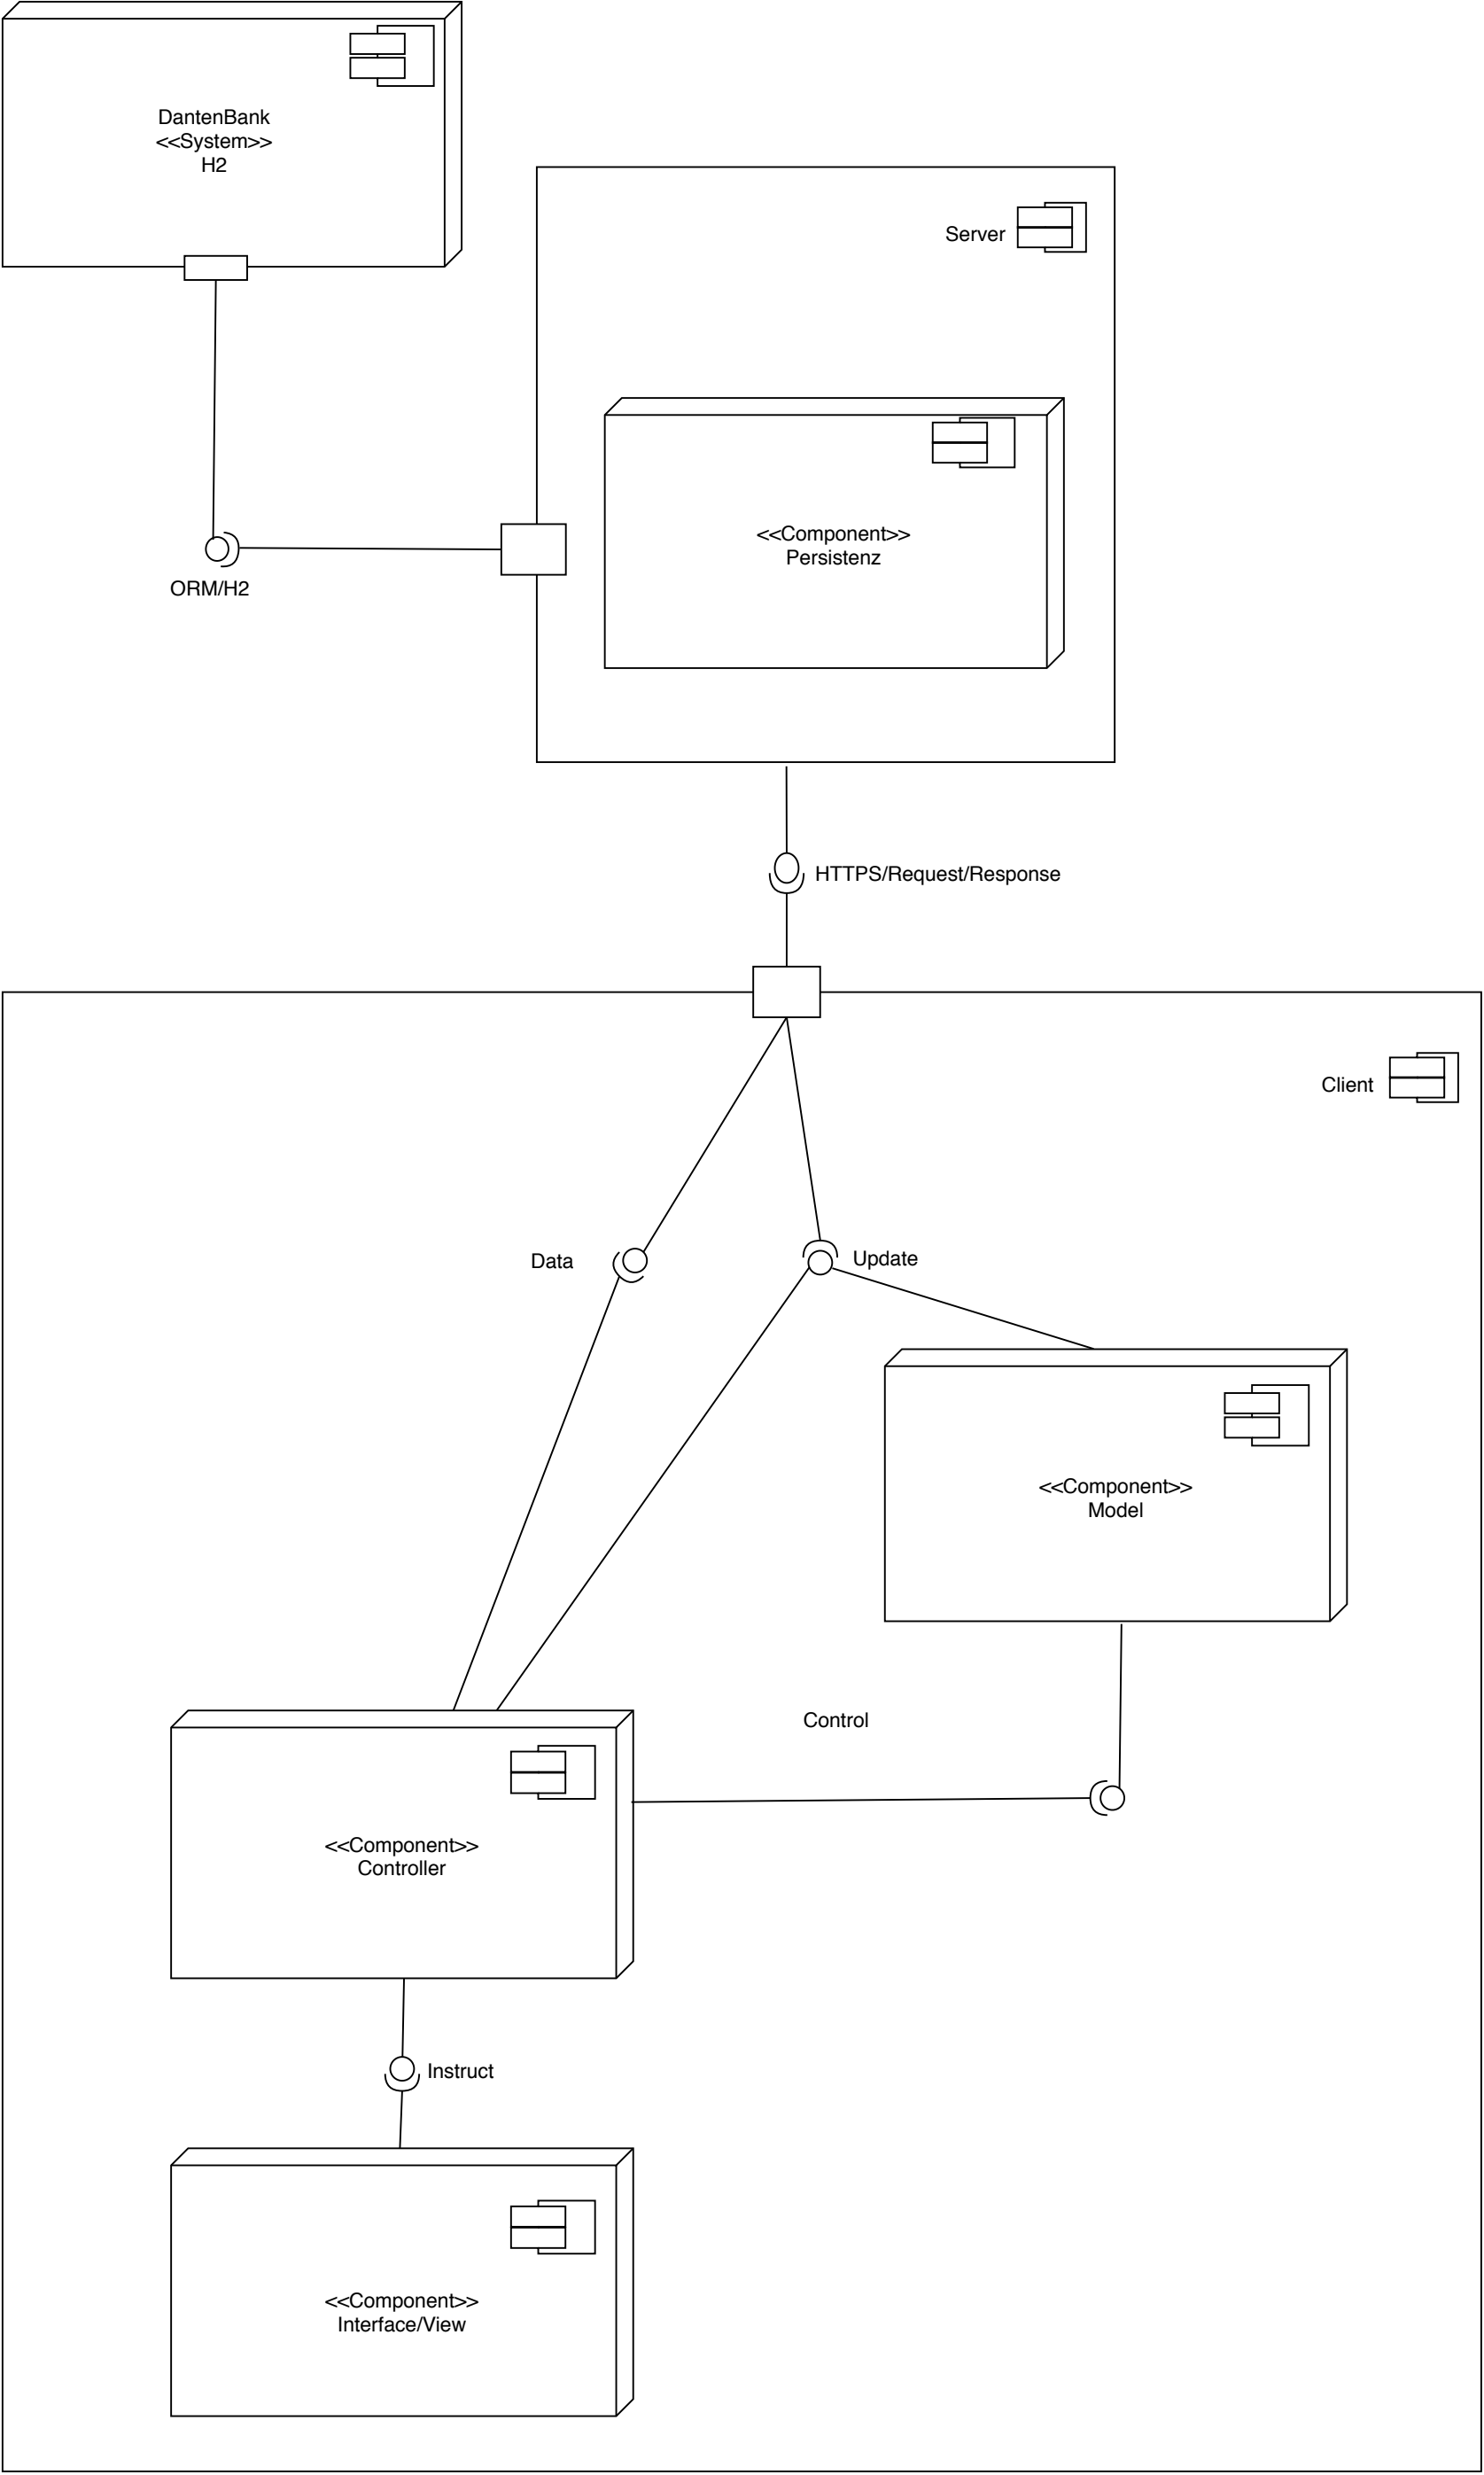 DantenBank
<<System>>
H2
Server
<<Component>>
Persistenz
ORM/H2
HTTPS/Request/Response
Client
Data
Update
<<Component>>
Model
Control
<<Component>>
Controller
Instruct
<<Component>>
Interface/View